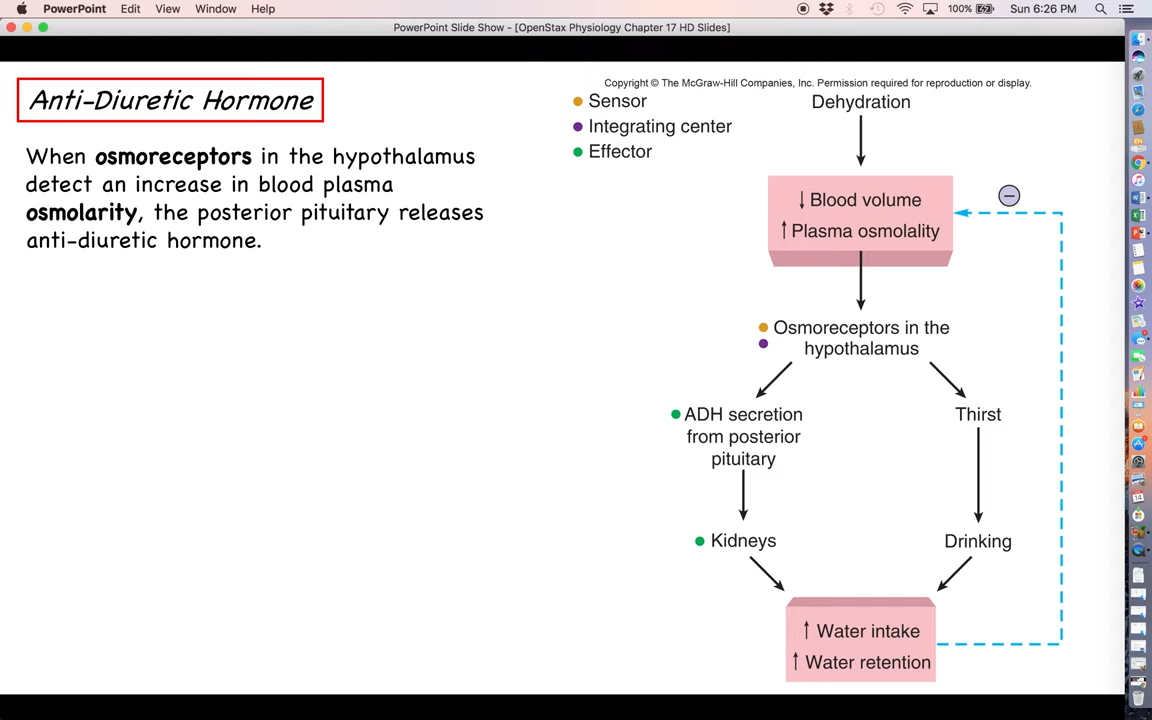 PowerPoint File Edit View Window Help 100% Sun 6:26 PM
PowerPoint Slide Show - [OpenStax Physiology Chapter 17 HD Slides]
Anti-Diuretic Hormone
When osmoreceptors in the hypothalamus
detect an increase in blood plasma
osmolarity, the posterior pituitary releases
anti-diuretic hormone.
Copyright © The McGraw-Hill Companies, Inc. Permission required for reproduction or display.
Sensor
Integrating center
Effector
Dehydration
↓ Blood volume
↑ Plasma osmolality
−
Osmoreceptors in the
hypothalamus
ADH secretion
from posterior
pituitary
Thirst
Kidneys
Drinking
↑ Water intake
↑ Water retention